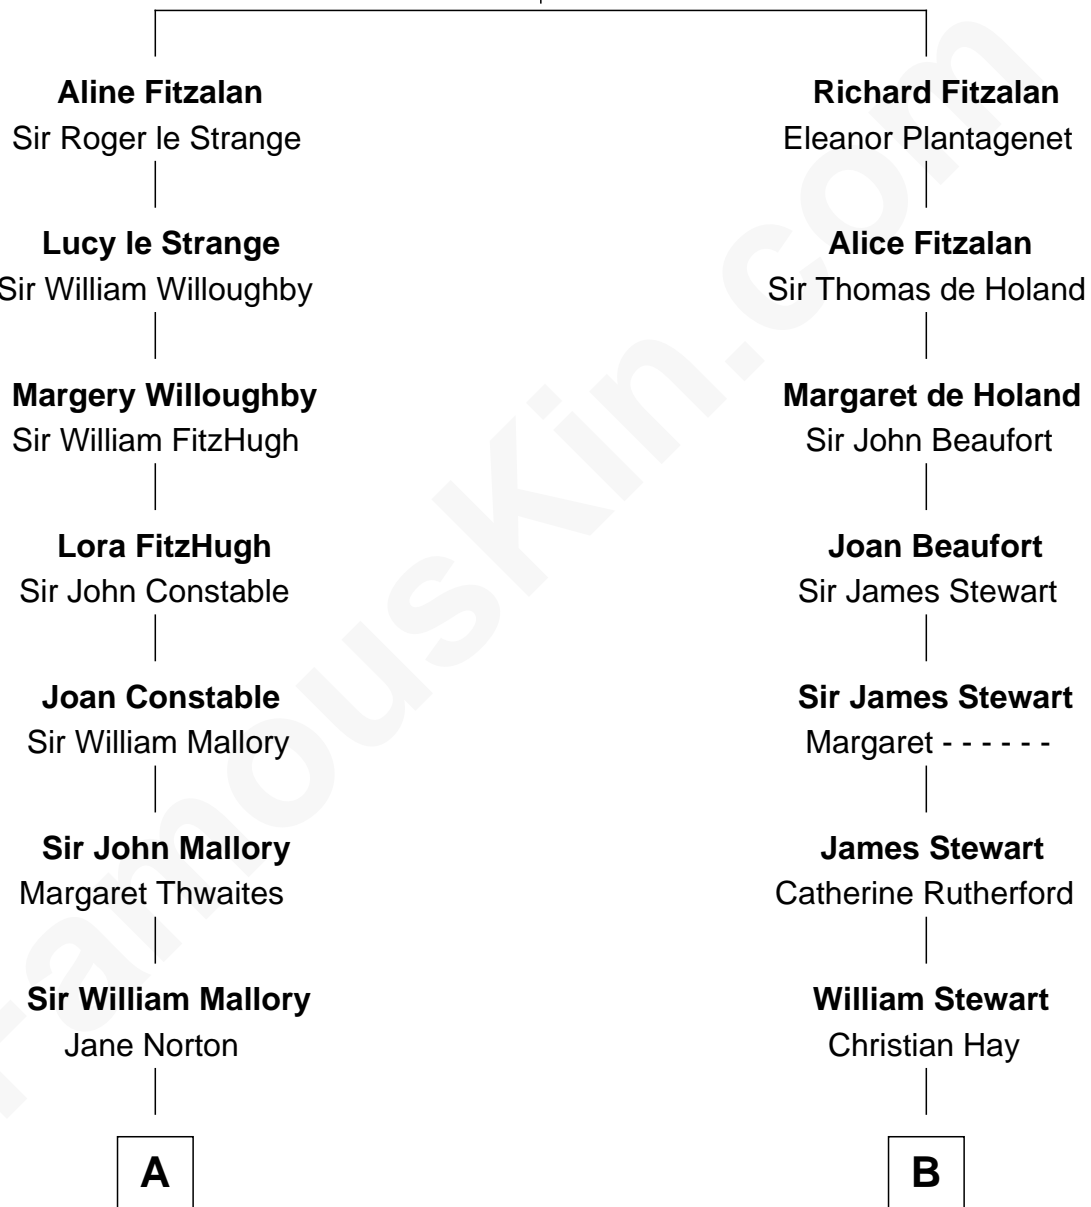 Aline Fitzalan
Sir Roger le Strange
Lucy le Strange
Sir William Willoughby
Margery Willoughby
Sir William FitzHugh
Lora FitzHugh
Sir John Constable
Joan Constable
Sir William Mallory
Sir John Mallory
Margaret Thwaites
Sir William Mallory
Jane Norton
A
Richard Fitzalan
Eleanor Plantagenet
Alice Fitzalan
Sir Thomas de Holand
Margaret de Holand
Sir John Beaufort
Joan Beaufort
Sir James Stewart
Sir James Stewart
Margaret - - - - - -
James Stewart
Catherine Rutherford
William Stewart
Christian Hay
B
FamousKin.com